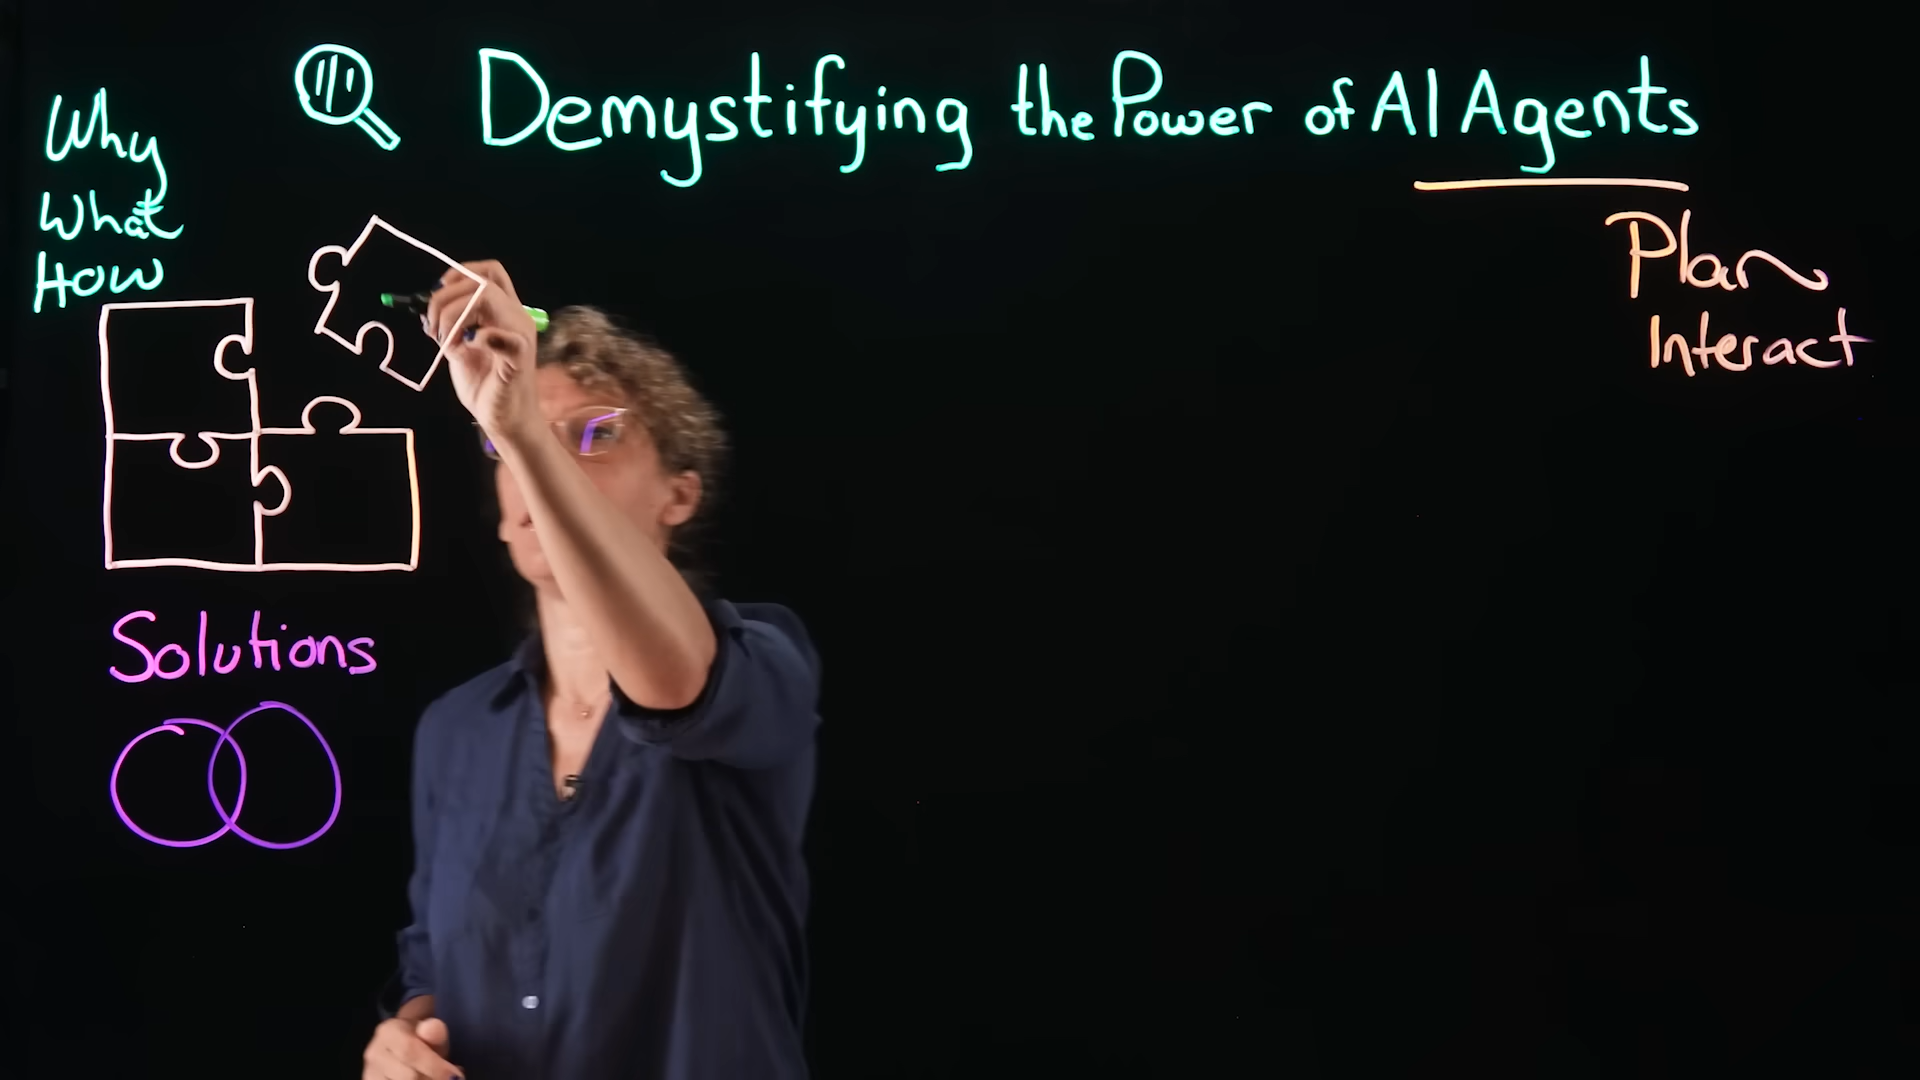 Demystifying the Power of AI Agents
Why
What
How
Plan
Interact
Solutions